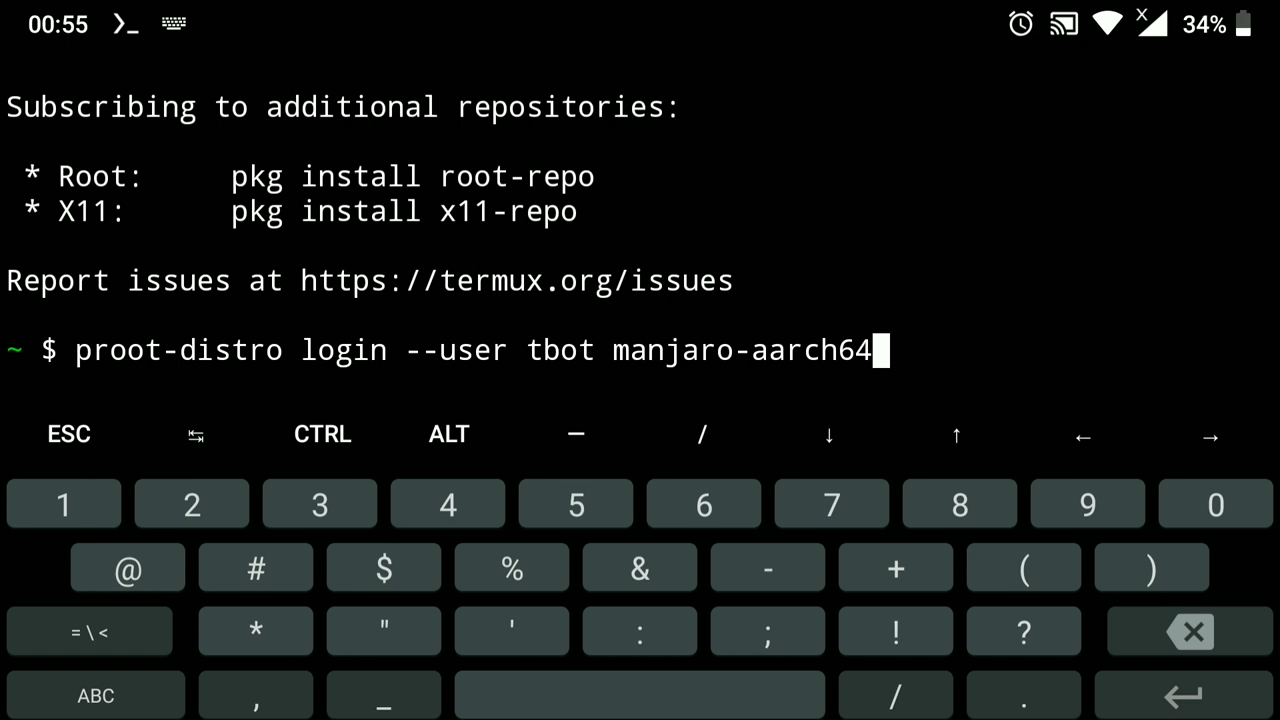 00:55 34%
Subscribing to additional repositories:
* Root: pkg install root-repo
* X11: pkg install x11-repo
Report issues at https://termux.org/issues
~ $ proot-distro login --user tbot manjaro-aarch64
ESC ⇆ CTRL ALT — / ↓ ↑ ← →
1 2 3 4 5 6 7 8 9 0
@ # $ % & - + ( )
= \ < * " ' : ; ! ?
ABC , _ / .